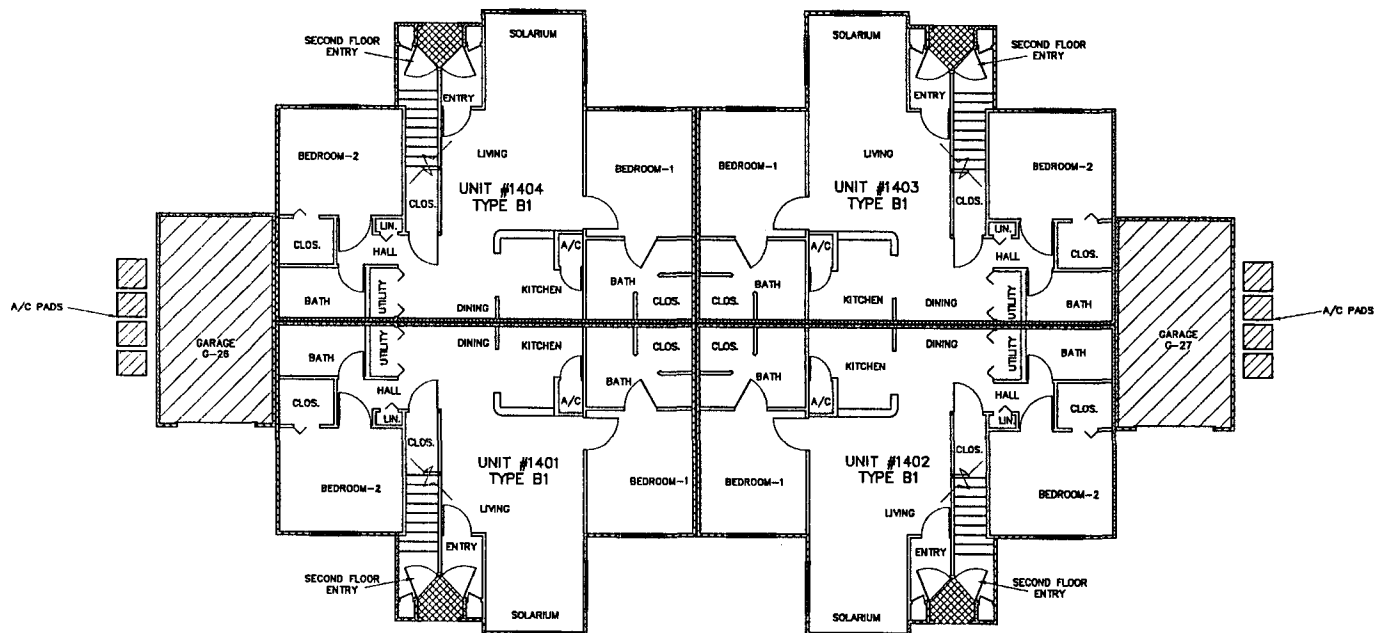 SOLARIUM
SOLARIUM
SECOND FLOOR
ENTRY
SECOND FLOOR
ENTRY
ENTRY
ENTRY
BEDROOM-2
LIVING
BEDROOM-1
BEDROOM-1
LIVING
BEDROOM-2
UNIT #1404
TYPE B1
UNIT #1403
TYPE B1
CLOS.
CLOS.
LIN.
LIN.
CLOS.
HALL
A/C
A/C
HALL
CLOS.
BATH
UTILITY
DINING
KITCHEN
BATH
CLOS.
CLOS.
BATH
KITCHEN
DINING
UTILITY
BATH
A/C PADS
A/C PADS
GARAGE
G-26
GARAGE
G-27
BATH
UTILITY
DINING
KITCHEN
BATH
CLOS.
CLOS.
BATH
KITCHEN
DINING
UTILITY
BATH
CLOS.
HALL
A/C
A/C
HALL
CLOS.
LIN.
LIN.
CLOS.
CLOS.
UNIT #1401
TYPE B1
UNIT #1402
TYPE B1
BEDROOM-2
LIVING
BEDROOM-1
BEDROOM-1
LIVING
BEDROOM-2
ENTRY
ENTRY
SECOND FLOOR
ENTRY
SECOND FLOOR
ENTRY
SOLARIUM
SOLARIUM